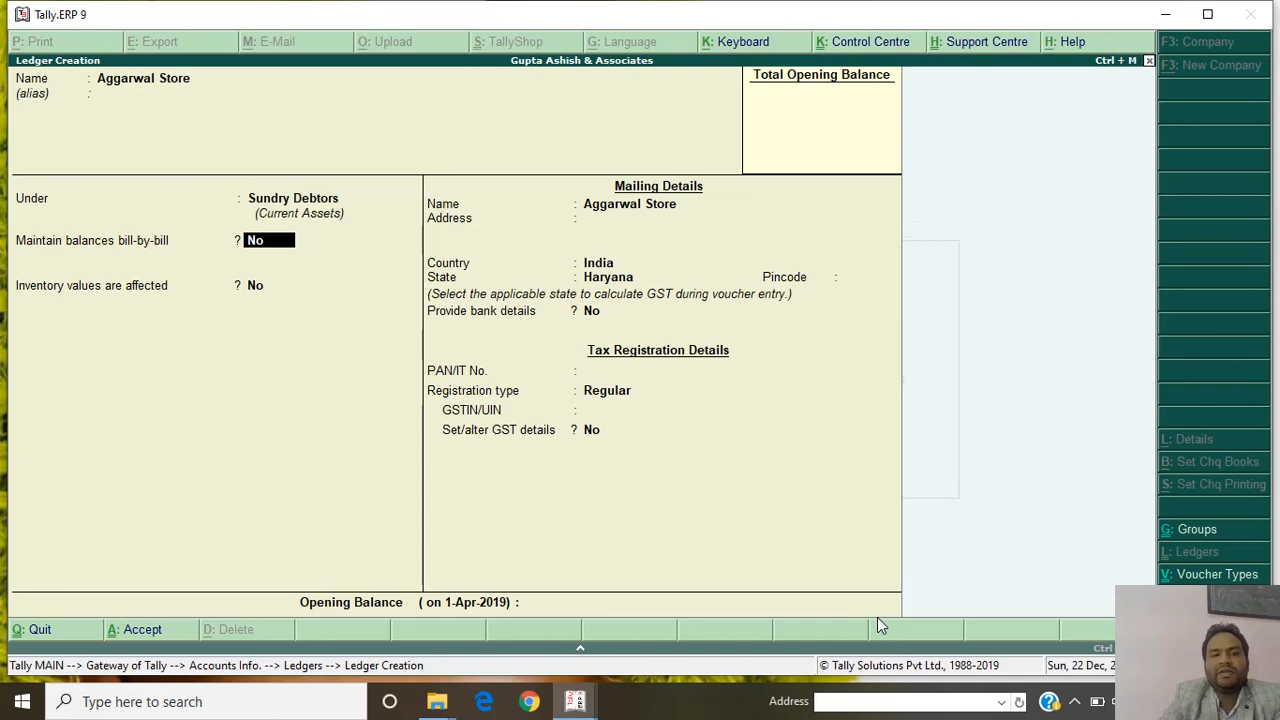 Tally.ERP 9
P: Print E: Export M: E-Mail O: Upload S: TallyShop G: Language K: Keyboard K: Control Centre H: Support Centre H: Help F3: Company
Ledger Creation Gupta Ashish & Associates Ctrl + M
F3: New Company
Name : Aggarwal Store
(alias) :
Total Opening Balance
Under : Sundry Debtors
(Current Assets)
Maintain balances bill-by-bill ? No
Inventory values are affected ? No
Mailing Details
Name : Aggarwal Store
Address :
Country : India
State : Haryana Pincode :
(Select the applicable state to calculate GST during voucher entry.)
Provide bank details ? No
Tax Registration Details
PAN/IT No. :
Registration type : Regular
GSTIN/UIN :
Set/alter GST details ? No
Opening Balance ( on 1-Apr-2019) :
L: Details
B: Set Chq Books
S: Set Chq Printing
G: Groups
L: Ledgers
V: Voucher Types
Q: Quit A: Accept D: Delete
Ctrl
Tally MAIN --> Gateway of Tally --> Accounts Info. --> Ledgers --> Ledger Creation © Tally Solutions Pvt Ltd., 1988-2019 Sun, 22 Dec,
Type here to search Address